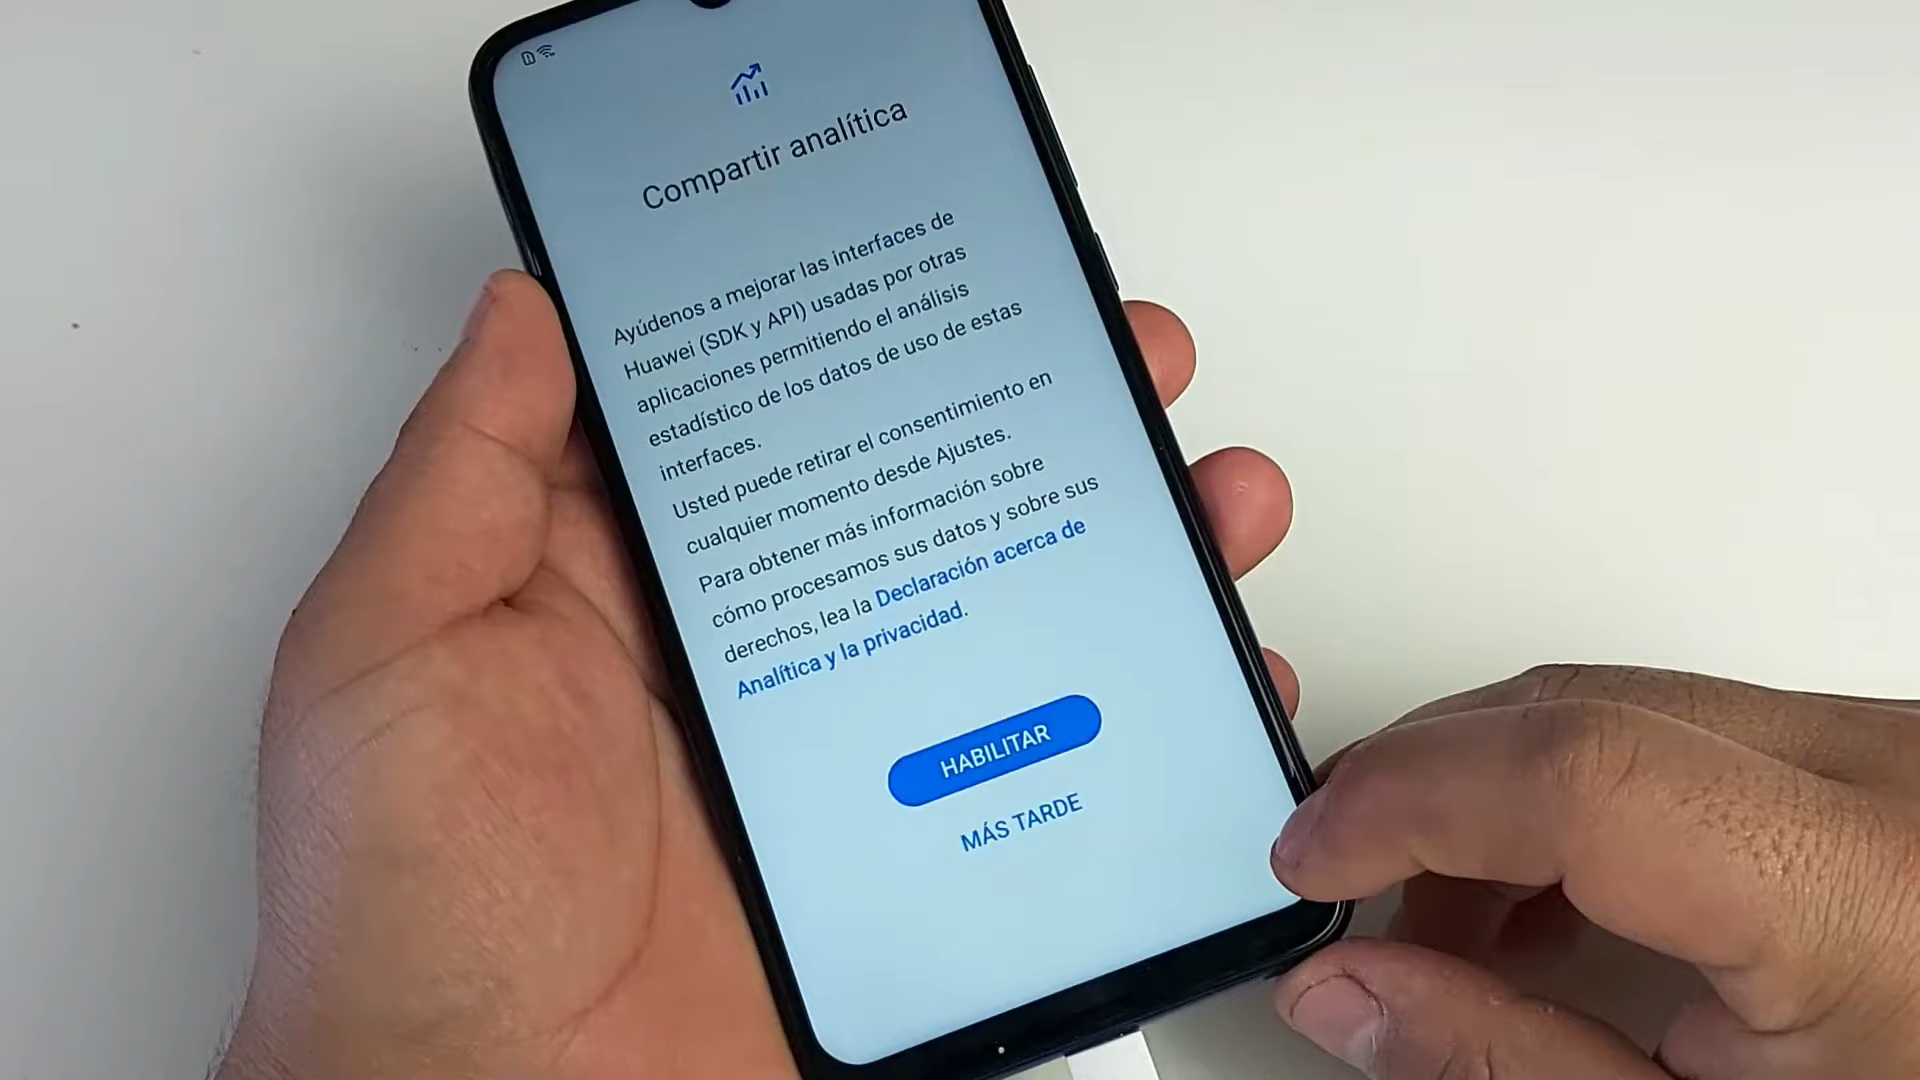 Compartir analítica
Ayúdenos a mejorar las interfaces de
Huawei (SDK y API) usadas por otras
aplicaciones permitiendo el análisis
estadístico de los datos de uso de estas
interfaces.
Usted puede retirar el consentimiento en
cualquier momento desde Ajustes.
Para obtener más información sobre
cómo procesamos sus datos y sobre sus
derechos, lea la Declaración acerca de
Analítica y la privacidad.
HABILITAR
MÁS TARDE